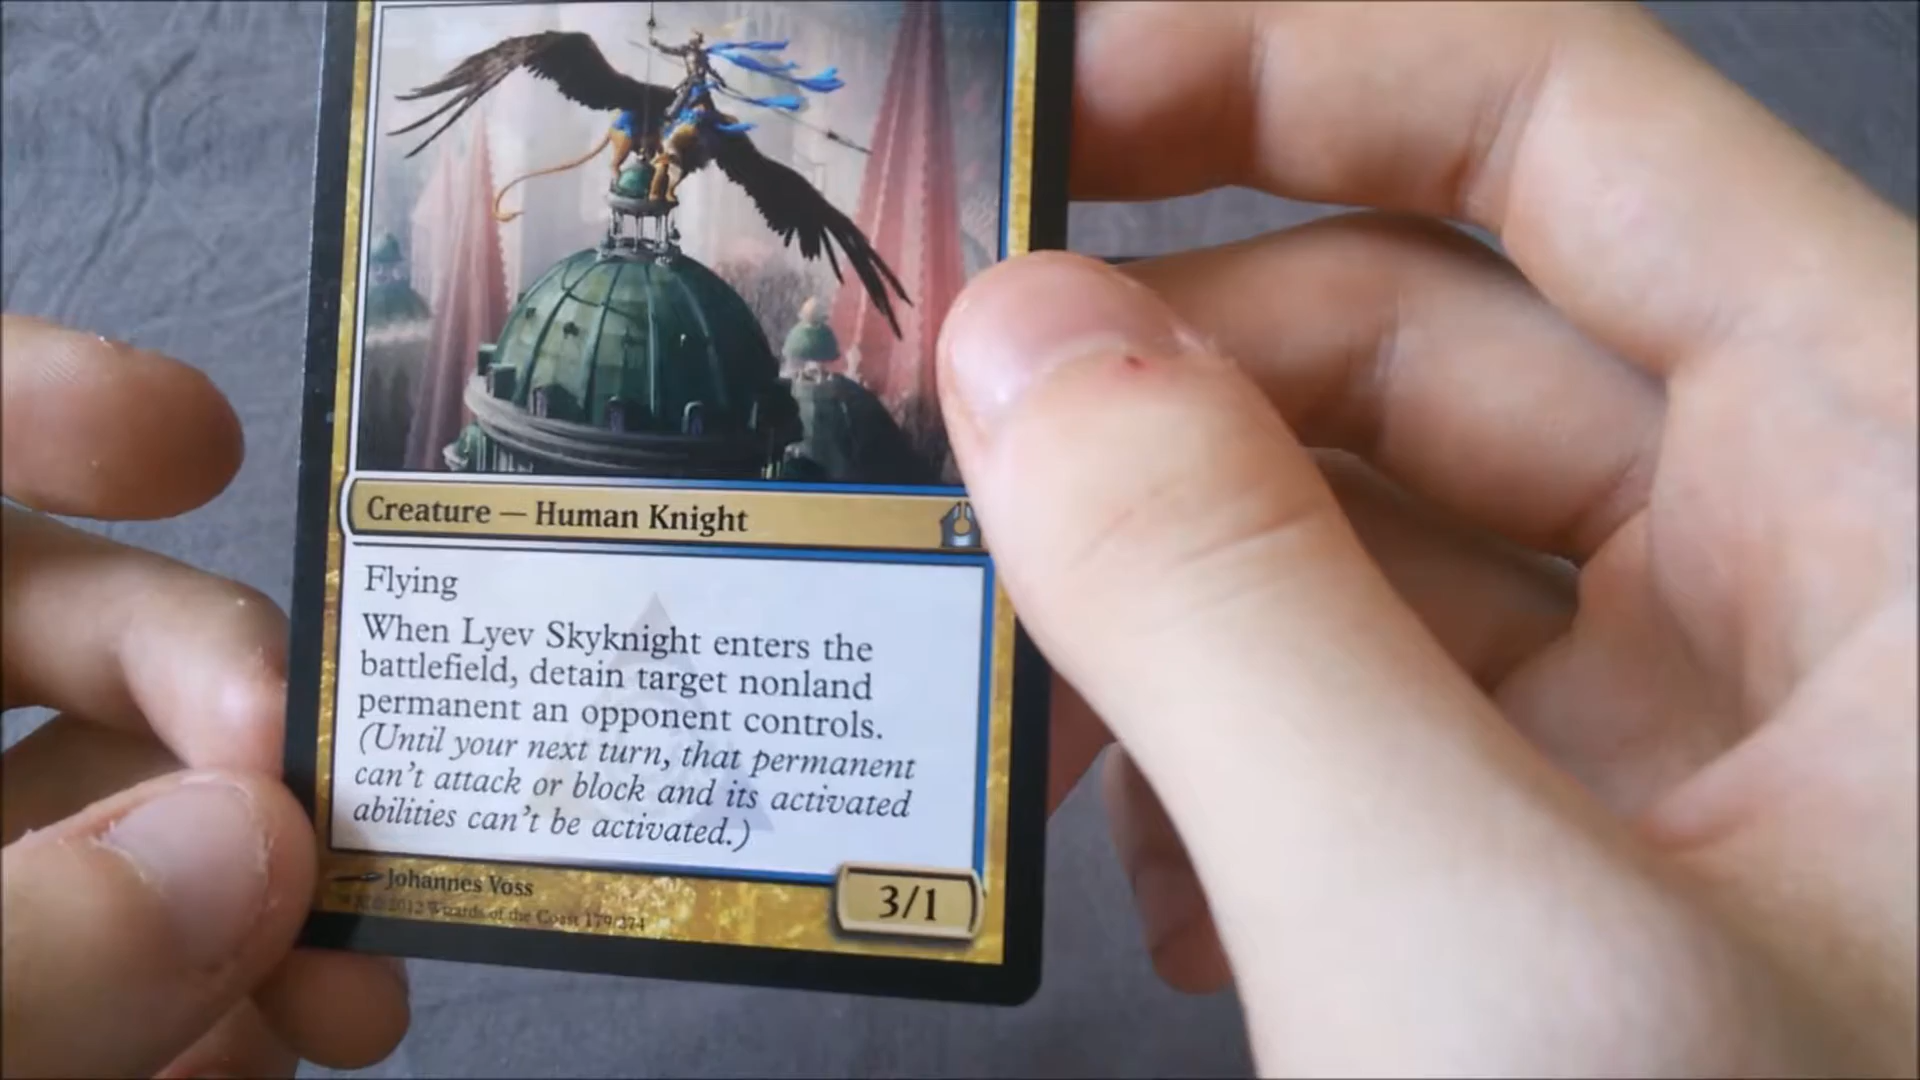 Creature — Human Knight
Flying
When Lyev Skyknight enters the
battlefield, detain target nonland
permanent an opponent controls.
(Until your next turn, that permanent
can't attack or block and its activated
abilities can't be activated.)
Johannes Voss
© 2012 Wizards of the Coast 179/274
3/1